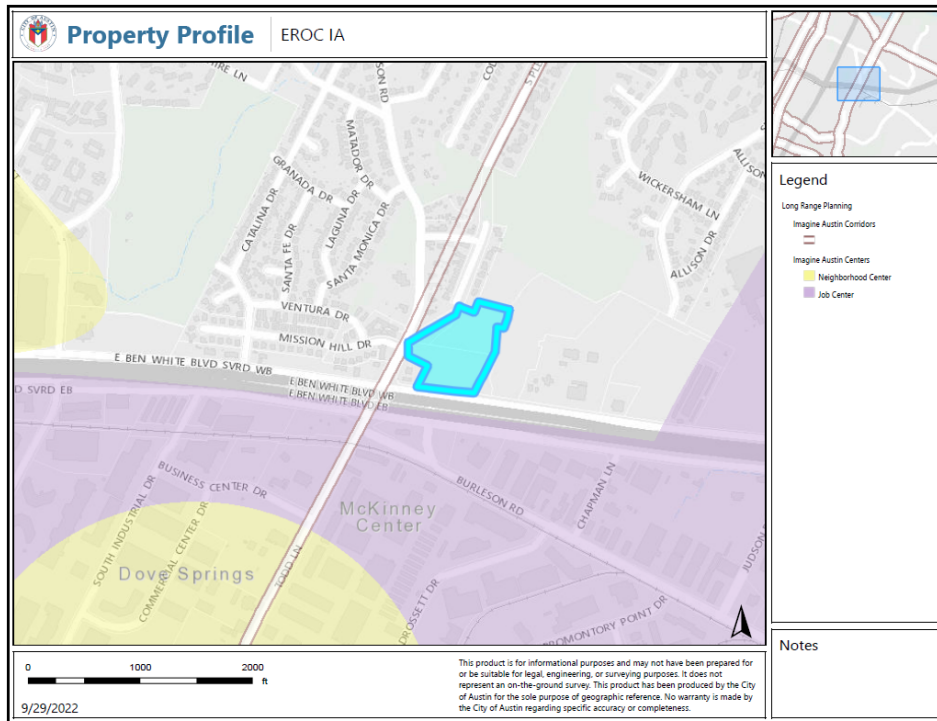 Property Profile
EROC IA
SON RD
S PL
MATADOR DR
GRANADA DR
CATALINA DR
SANTA FE DR
LAGUNA DR
SANTA MONICA DR
WICKERSHAM LN
ALLISON
ALLISON DR
VENTURA DR
MISSION HILL DR
E BEN WHITE BLVD SVRD WB
E BEN WHITE BLVD WB
E BEN WHITE BLVD EB
D SVRD EB
BUSINESS CENTER DR
BURLESON RD
CHAPMAN LN
SOUTH INDUSTRIAL DR
COMMERCIAL CENTER DR
McKinney
Center
Dove Springs
TODD LN
DROSSETT DR
PROMONTORY POINT DR
JUDSON
Legend
Long Range Planning
Imagine Austin Corridors
Imagine Austin Centers
Neighborhood Center
Job Center
Notes
0 1000 2000
ft
9/29/2022
This product is for informational purposes and may not have been prepared for
or be suitable for legal, engineering, or surveying purposes. It does not
represent an on-the-ground survey. This product has been produced by the City
of Austin for the sole purpose of geographic reference. No warranty is made by
the City of Austin regarding specific accuracy or completeness.